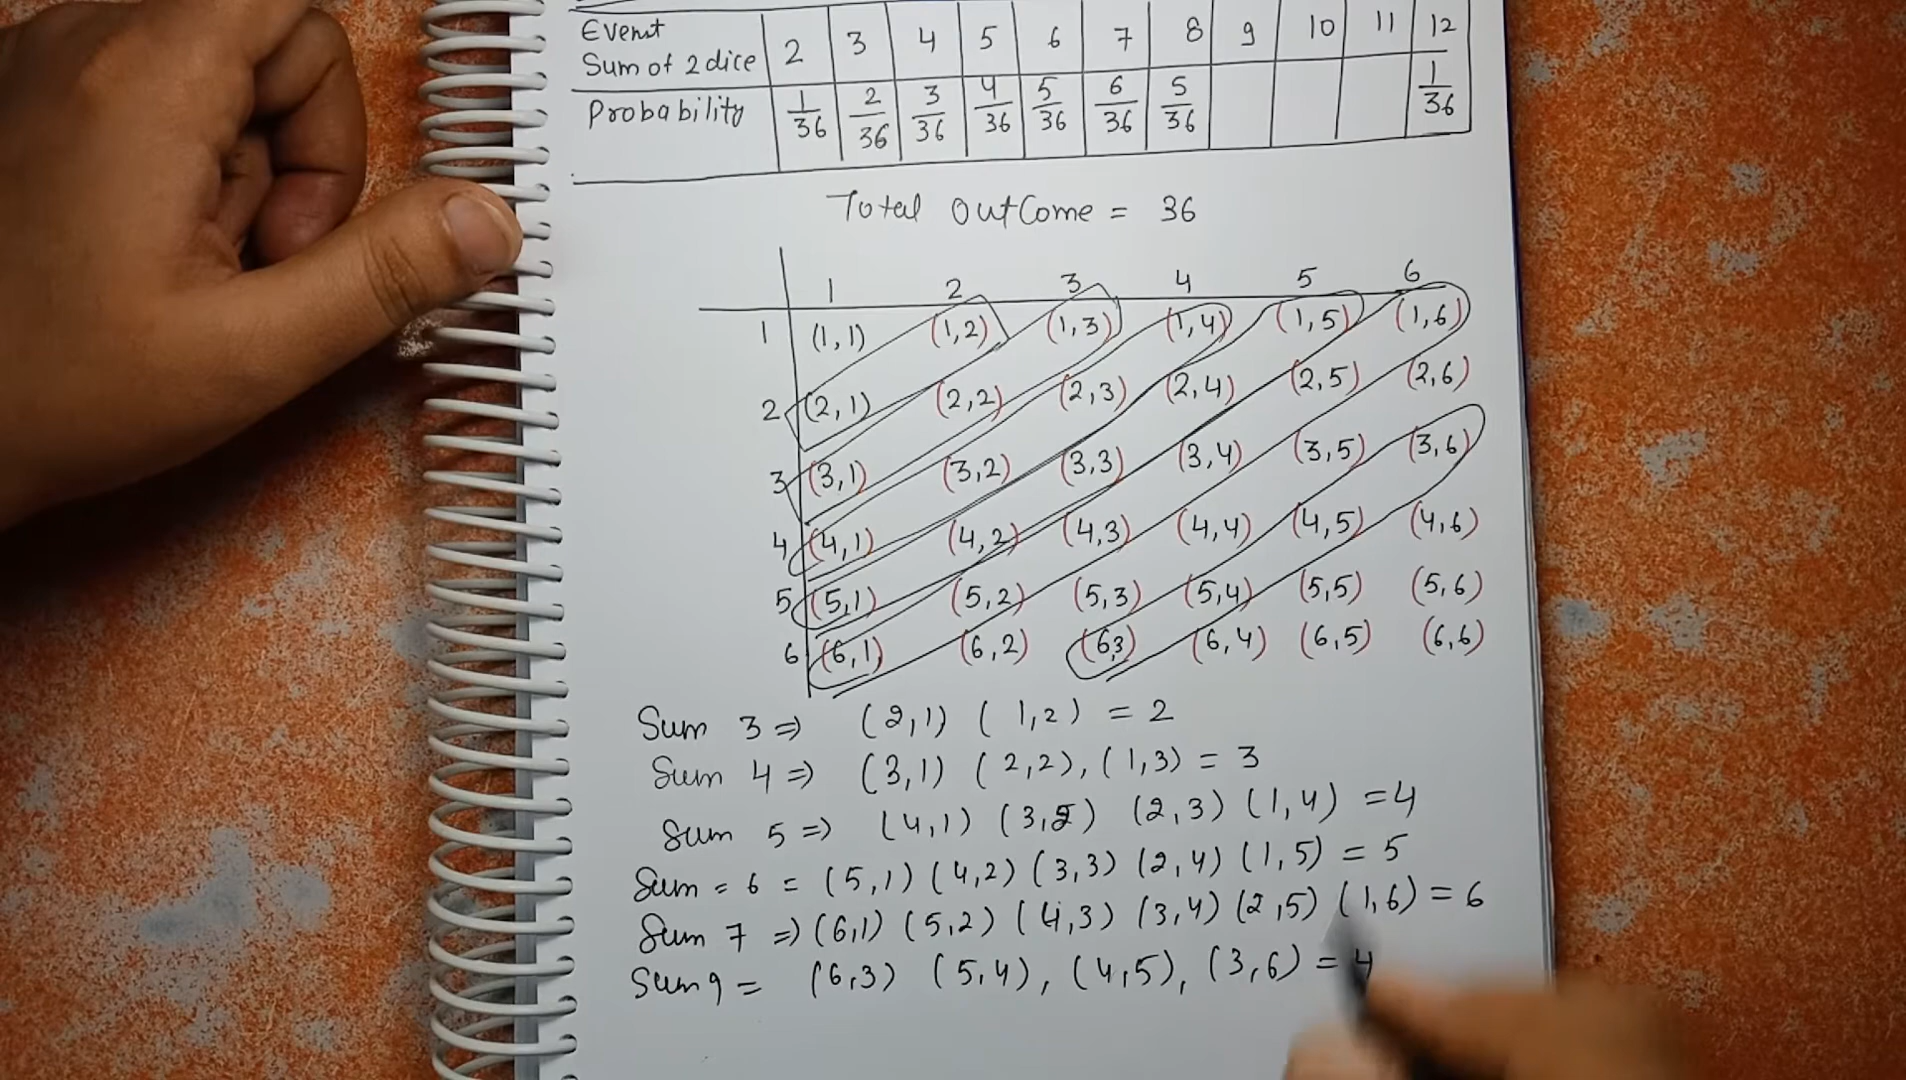 Event
Sum of 2 dice 2 3 4 5 6 7 8 9 10 11 12
Probability 1/36 2/36 3/36 4/36 5/36 6/36 5/36 1/36
Total OutCome = 36
1 2 3 4 5 6
1 (1,1) (1,2) (1,3) (1,4) (1,5) (1,6)
2 (2,1) (2,2) (2,3) (2,4) (2,5) (2,6)
3 (3,1) (3,2) (3,3) (3,4) (3,5) (3,6)
4 (4,1) (4,2) (4,3) (4,4) (4,5) (4,6)
5 (5,1) (5,2) (5,3) (5,4) (5,5) (5,6)
6 (6,1) (6,2) (6,3) (6,4) (6,5) (6,6)
Sum 3 => (2,1) (1,2) = 2
Sum 4 => (3,1) (2,2), (1,3) = 3
Sum 5 => (4,1) (3,2) (2,3) (1,4) = 4
Sum = 6 = (5,1) (4,2) (3,3) (2,4) (1,5) = 5
Sum 7 => (6,1) (5,2) (4,3) (3,4) (2,5) (1,6) = 6
Sum 9 = (6,3) (5,4), (4,5), (3,6) = 4